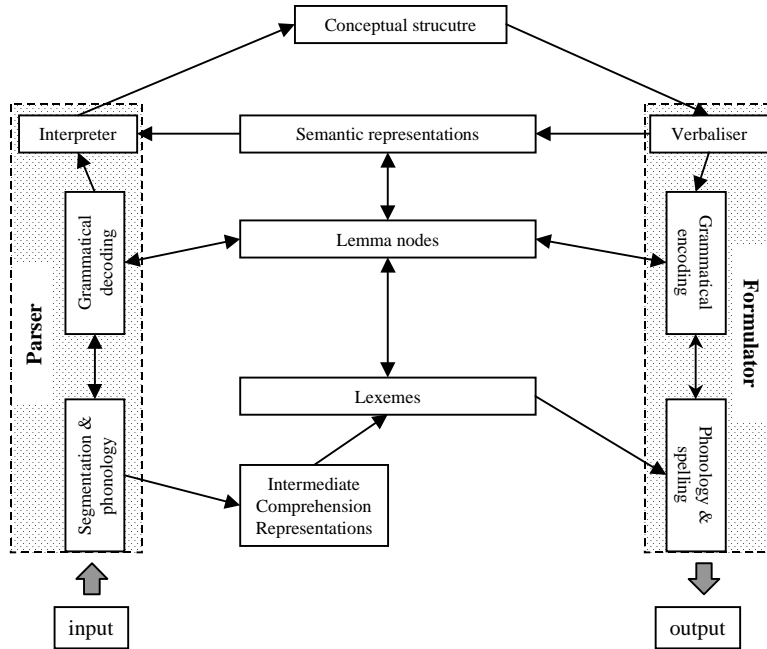 Conceptual strucutre
Interpreter
Semantic representations
Verbaliser
Grammatical
decoding
Lemma nodes
Grammatical
encoding
Parser
Formulator
Lexemes
Segmentation &
phonology
Intermediate
Comprehension
Representations
Phonology &
spelling
input
output